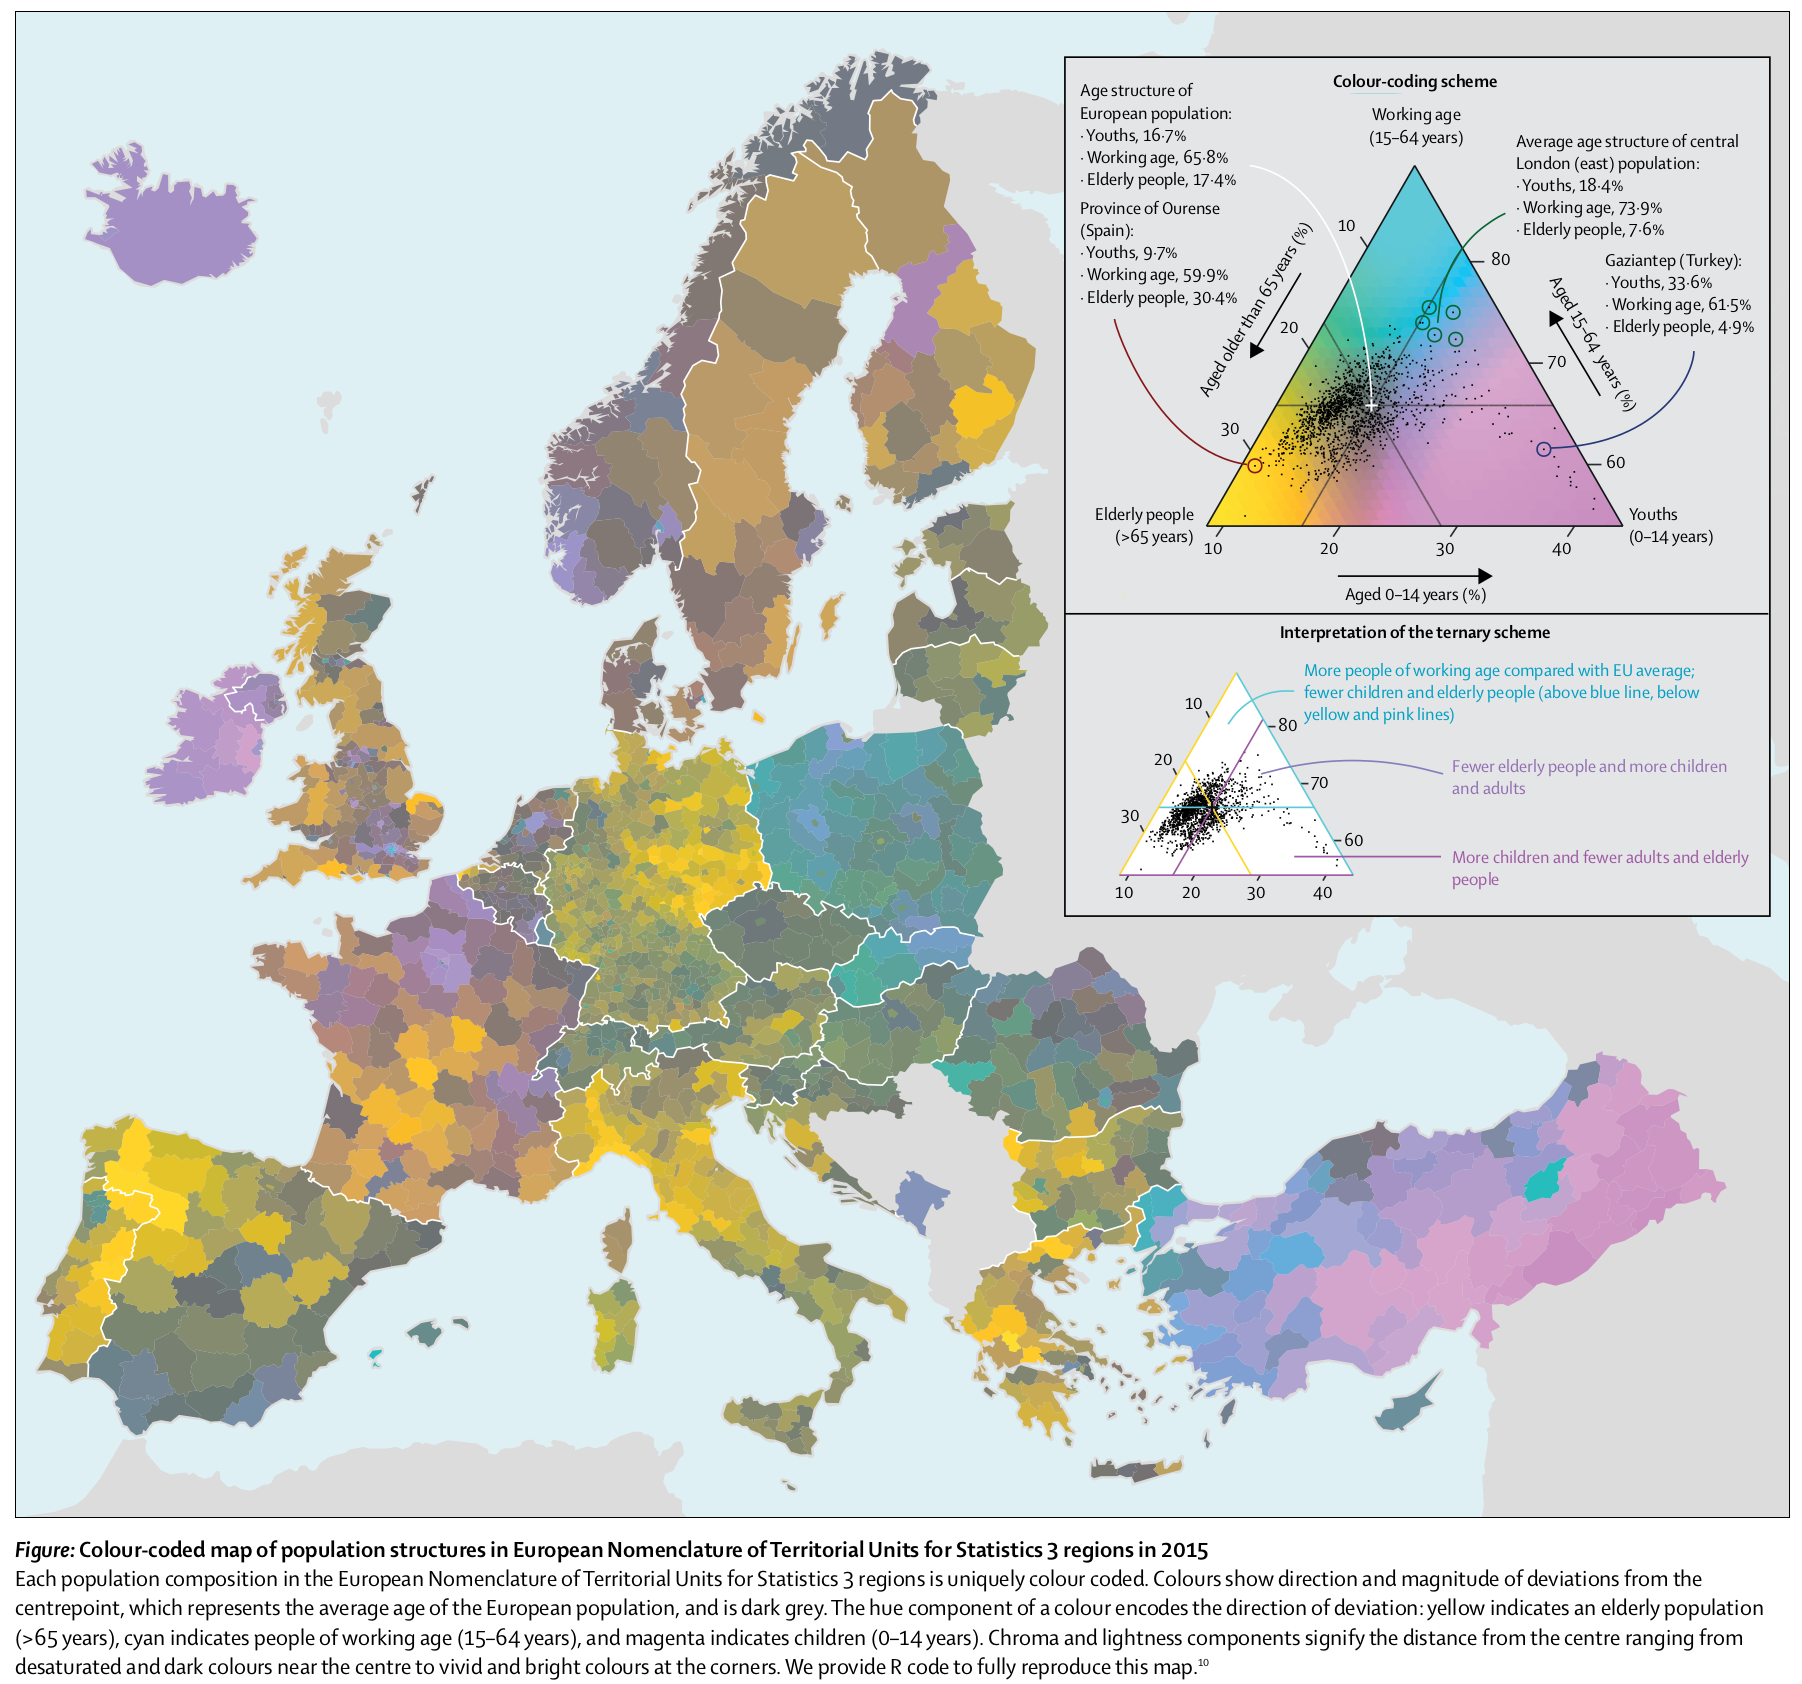 Colour-coding scheme
Age structure of
European population:
· Youths, 16·7%
· Working age, 65·8%
· Elderly people, 17·4%
Province of Ourense
(Spain):
· Youths, 9·7%
· Working age, 59·9%
· Elderly people, 30·4%
Working age
(15–64 years)
Average age structure of central
London (east) population:
· Youths, 18·4%
· Working age, 73·9%
· Elderly people, 7·6%
Gaziantep (Turkey):
· Youths, 33·6%
· Working age, 61·5%
· Elderly people, 4·9%
Aged older than 65 years (%)
10
20
30
Aged 15–64 years (%)
80
70
60
Elderly people
(>65 years)
Youths
(0–14 years)
10
20
30
40
Aged 0–14 years (%)
Interpretation of the ternary scheme
More people of working age compared with EU average;
fewer children and elderly people (above blue line, below
yellow and pink lines)
Fewer elderly people and more children
and adults
More children and fewer adults and elderly
people
10
20
30
80
70
60
10
20
30
40
Figure: Colour-coded map of population structures in European Nomenclature of Territorial Units for Statistics 3 regions in 2015
Each population composition in the European Nomenclature of Territorial Units for Statistics 3 regions is uniquely colour coded. Colours show direction and magnitude of deviations from the
centrepoint, which represents the average age of the European population, and is dark grey. The hue component of a colour encodes the direction of deviation: yellow indicates an elderly population
(>65 years), cyan indicates people of working age (15–64 years), and magenta indicates children (0–14 years). Chroma and lightness components signify the distance from the centre ranging from
desaturated and dark colours near the centre to vivid and bright colours at the corners. We provide R code to fully reproduce this map.¹⁰